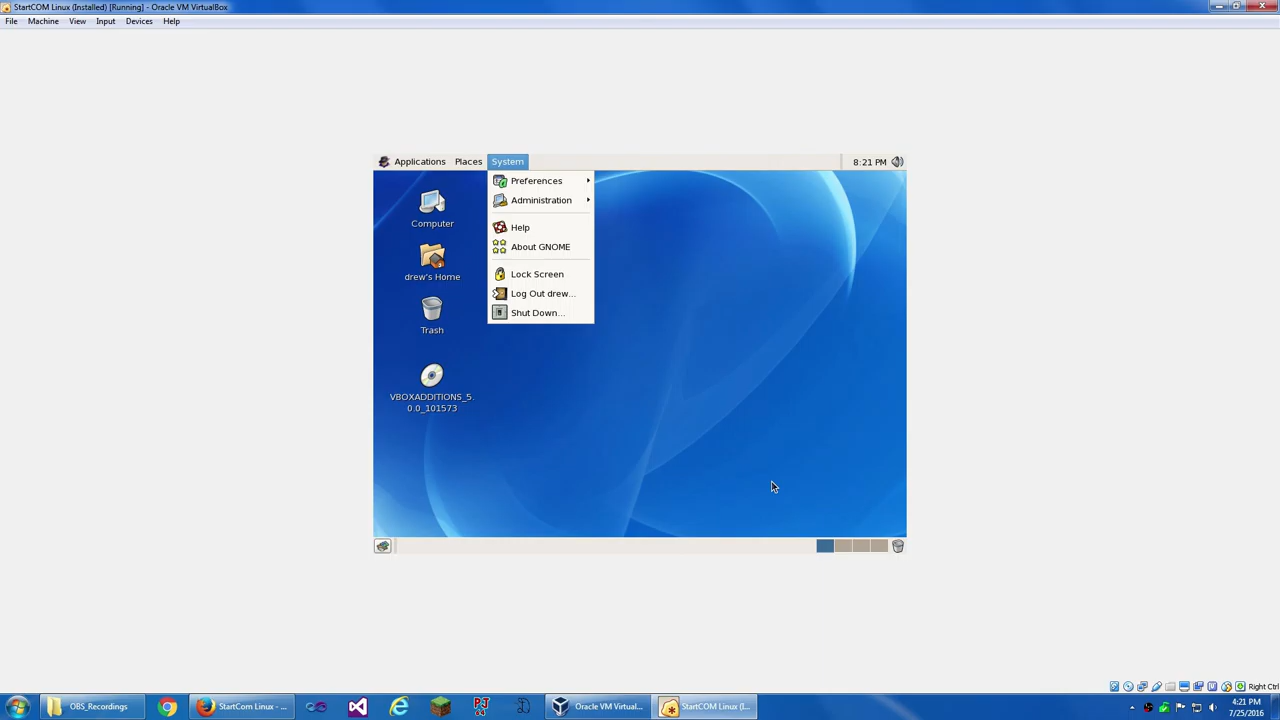 StartCOM Linux (Installed) [Running] - Oracle VM VirtualBox
File Machine View Input Devices Help
Applications Places System 8:21 PM
Preferences
Administration
Help
About GNOME
Lock Screen
Log Out drew...
Shut Down...
Computer
drew's Home
Trash
VBOXADDITIONS_5.
0.0_101573
Right Ctrl
OBS_Recordings
StartCom Linux - ...
Oracle VM Virtual...
StartCOM Linux (I...
4:21 PM
7/25/2016